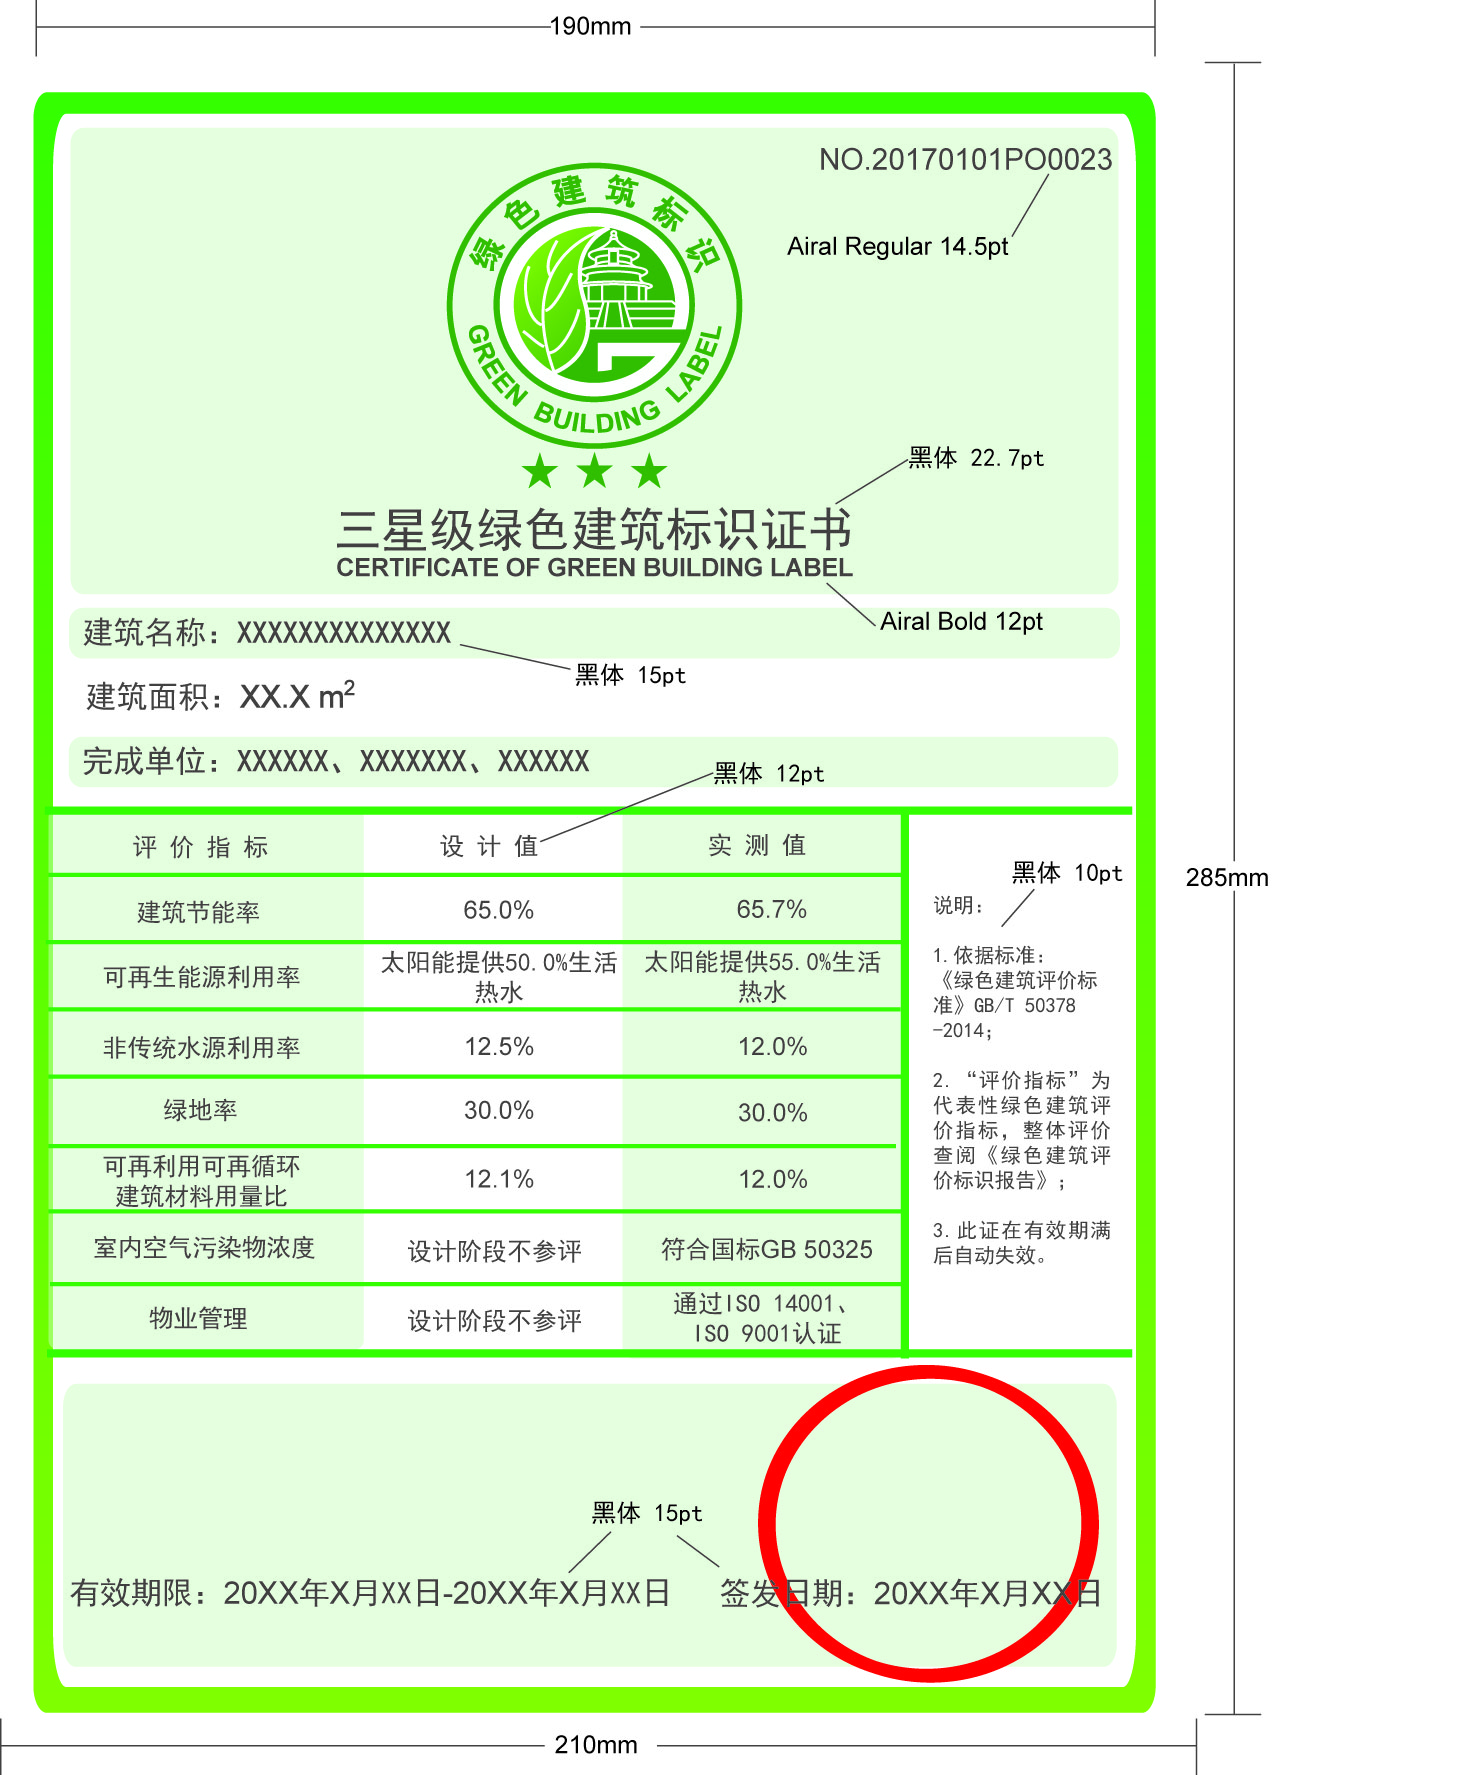 190mm
NO.20170101PO0023
Airal Regular 14.5pt
绿色建筑标识
GREEN BUILDING LABEL
黑体 22.7pt
三星级绿色建筑标识证书
CERTIFICATE OF GREEN BUILDING LABEL
Airal Bold 12pt
建筑名称：XXXXXXXXXXXXXX
黑体 15pt
建筑面积：XX.X m²
完成单位：XXXXXX、XXXXXXX、XXXXXX
黑体 12pt
评价指标 设计值 实测值
建筑节能率 65.0% 65.7%
可再生能源利用率 太阳能提供50.0%生活 太阳能提供55.0%生活
热水 热水
非传统水源利用率 12.5% 12.0%
绿地率 30.0% 30.0%
可再利用可再循环
建筑材料用量比 12.1% 12.0%
室内空气污染物浓度 设计阶段不参评 符合国标GB 50325
物业管理 设计阶段不参评 通过ISO 14001、
ISO 9001认证
黑体 10pt
说明：
1.依据标准：
《绿色建筑评价标
准》GB/T 50378
-2014；
2.“评价指标”为
代表性绿色建筑评
价指标，整体评价
查阅《绿色建筑评
价标识报告》；
3.此证在有效期满
后自动失效。
285mm
黑体 15pt
有效期限：20XX年X月XX日-20XX年X月XX日 签发日期：20XX年X月XX日
210mm